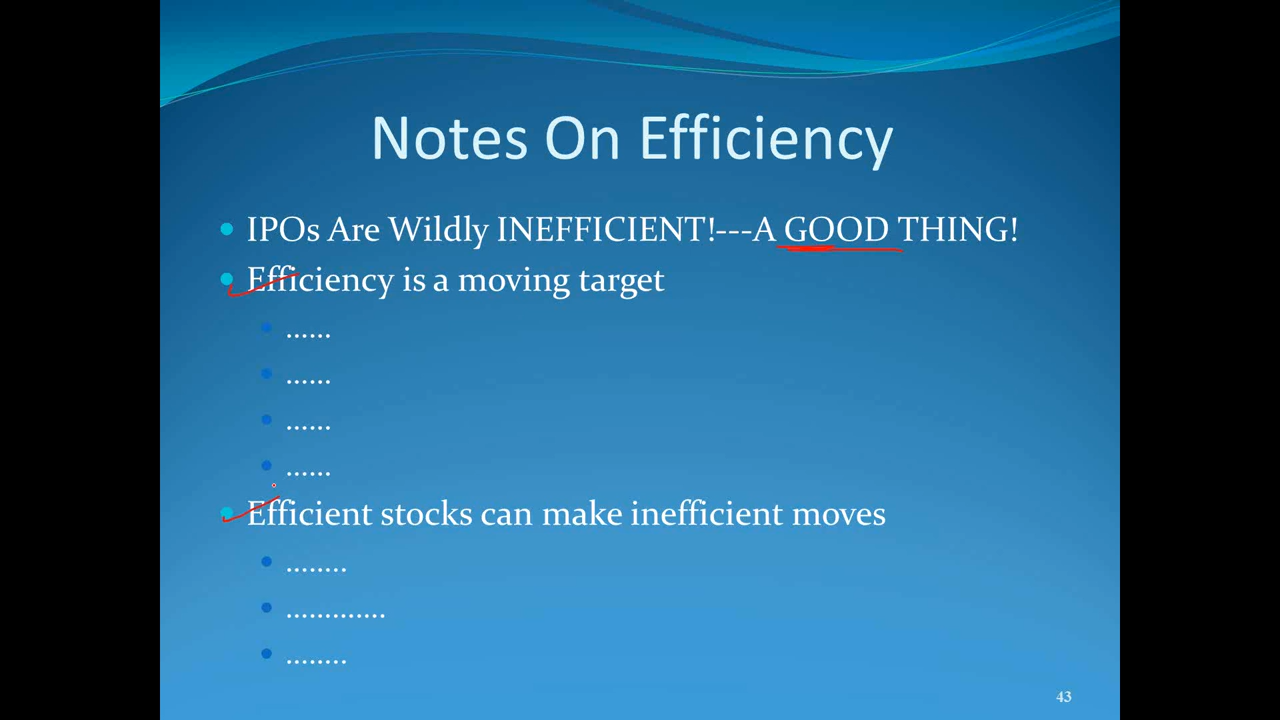 Notes On Efficiency
• IPOs Are Wildly INEFFICIENT!---A GOOD THING!
• Efficiency is a moving target
• ......
• ......
• ......
• ......
• Efficient stocks can make inefficient moves
• ........
• .............
• ........
43